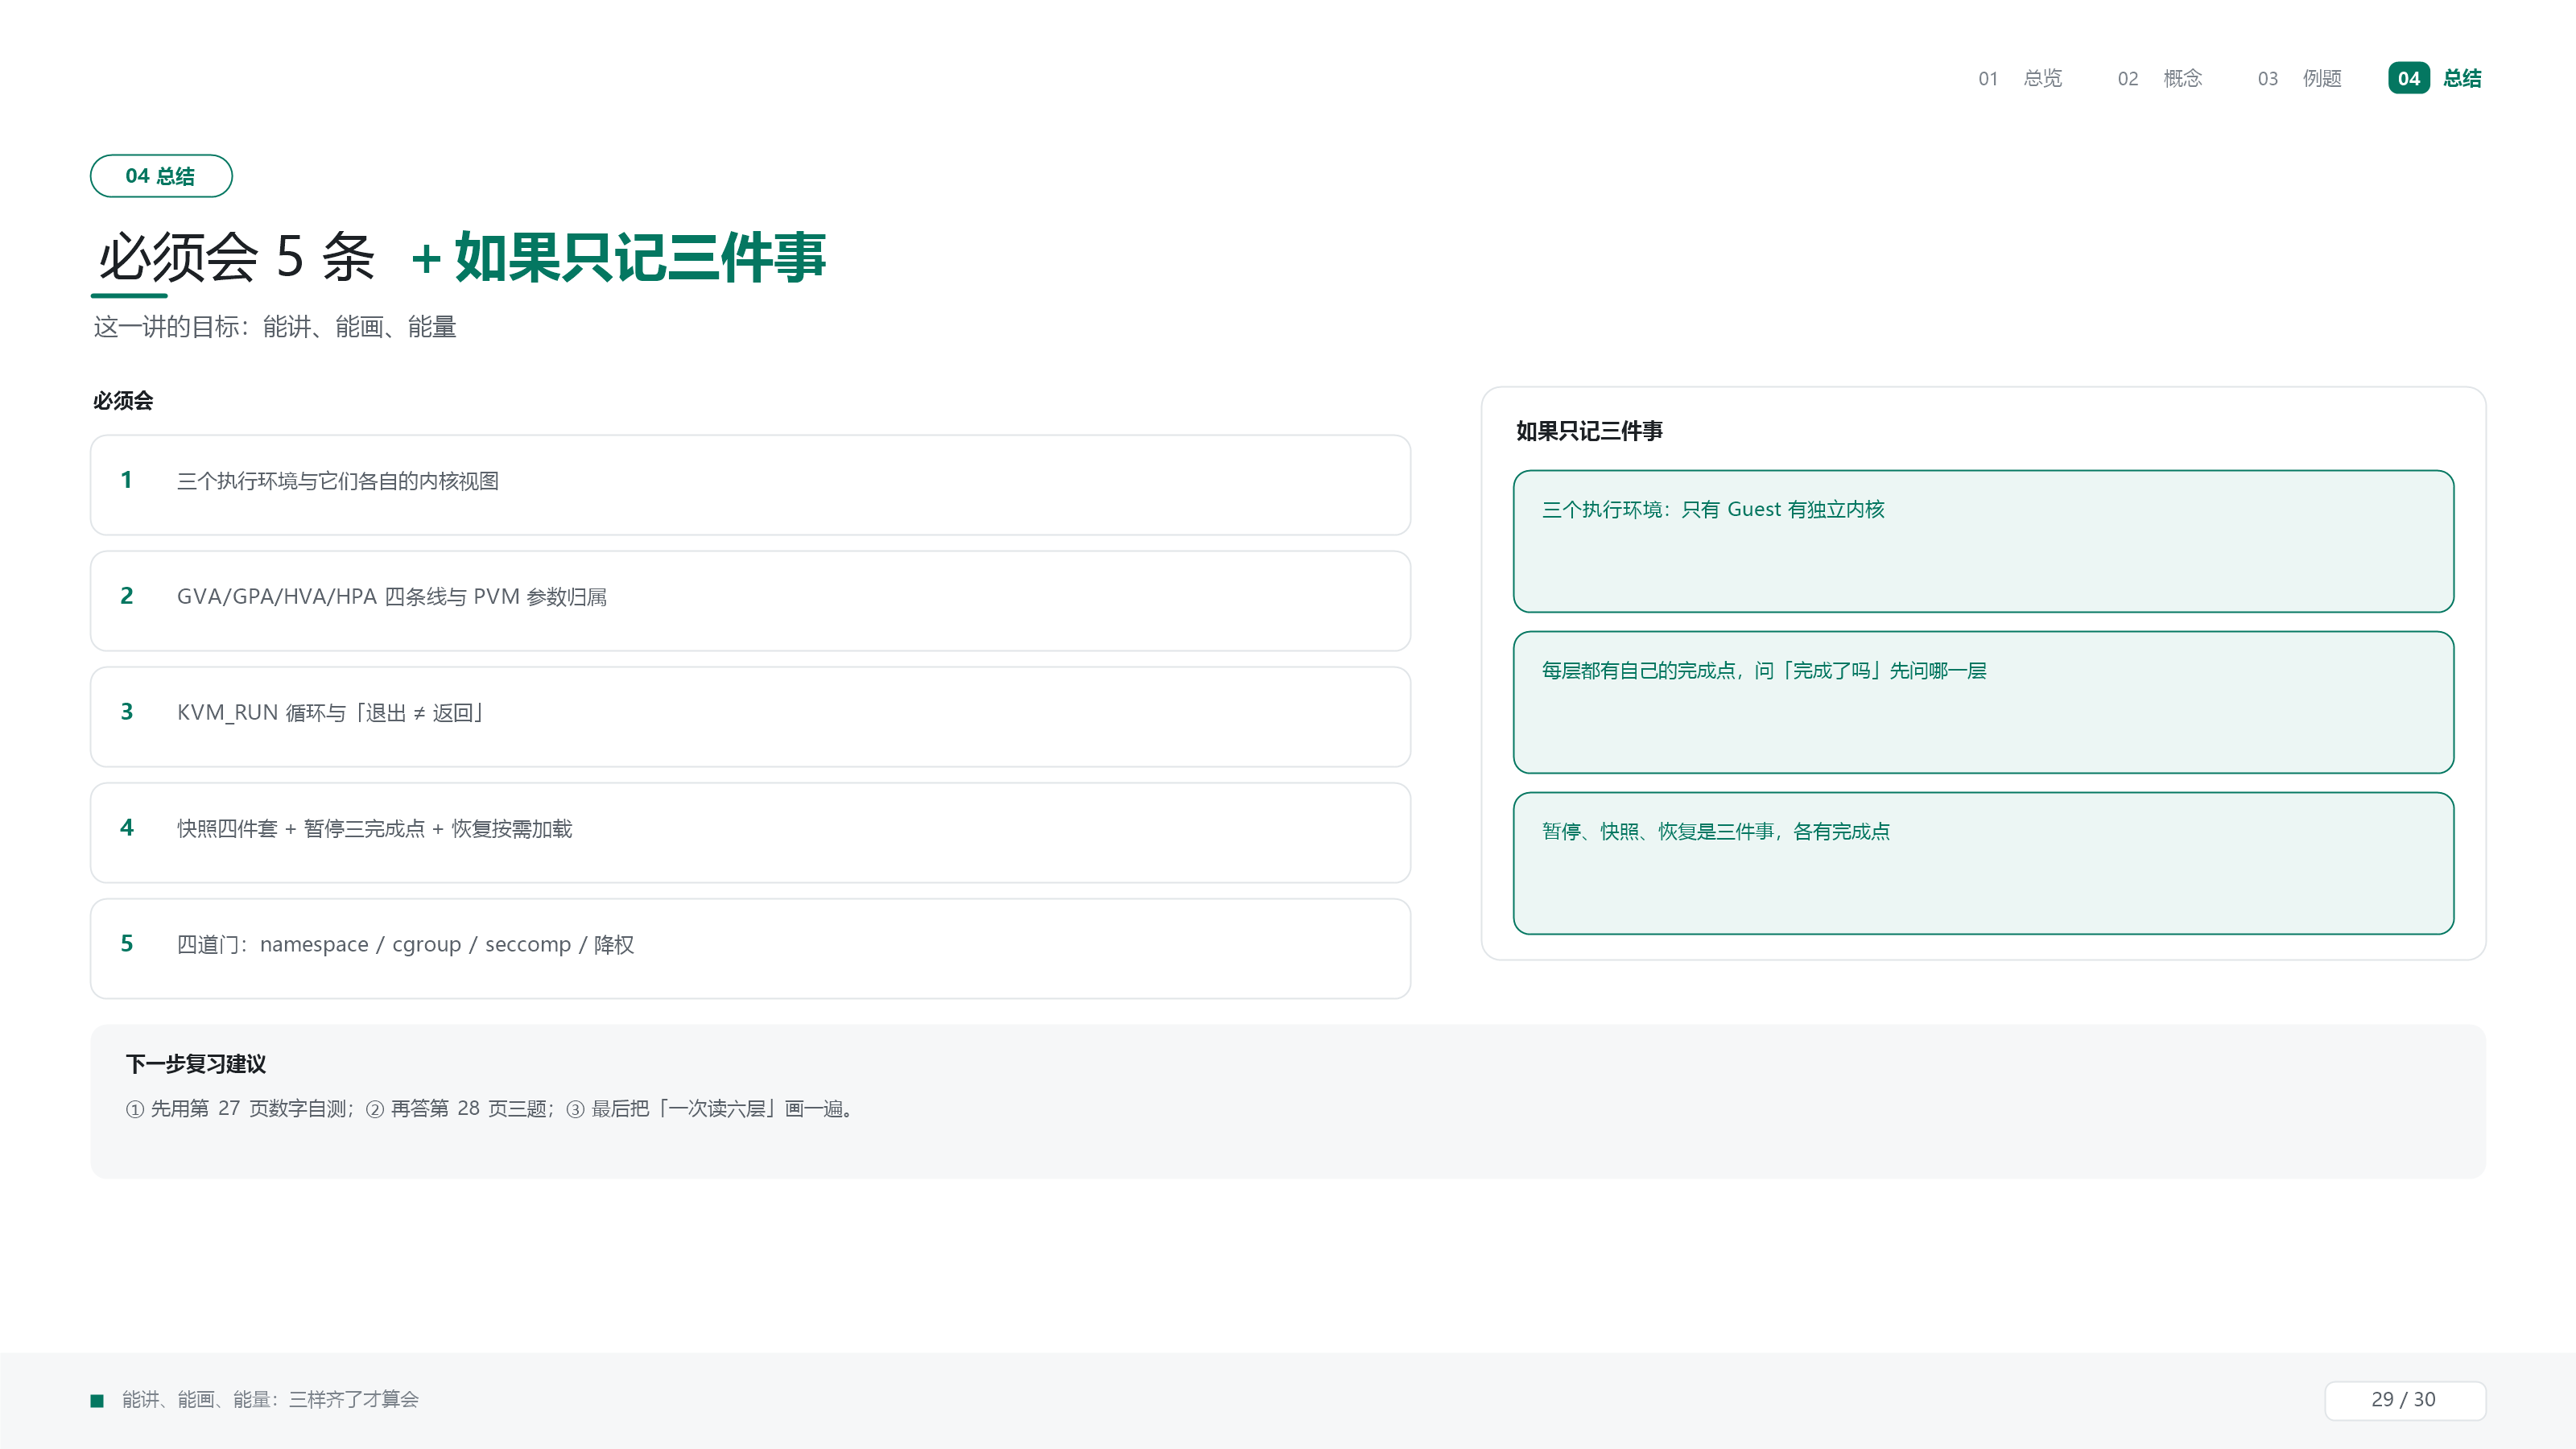 01 总览 02 概念 03 例题 04 总结
04 总结
必须会 5 条 + 如果只记三件事
这一讲的目标：能讲、能画、能量
必须会
1 三个执行环境与它们各自的内核视图
2 GVA/GPA/HVA/HPA 四条线与 PVM 参数归属
3 KVM_RUN 循环与「退出 ≠ 返回」
4 快照四件套 + 暂停三完成点 + 恢复按需加载
5 四道门：namespace / cgroup / seccomp / 降权
如果只记三件事
三个执行环境：只有 Guest 有独立内核
每层都有自己的完成点，问「完成了吗」先问哪一层
暂停、快照、恢复是三件事，各有完成点
下一步复习建议
① 先用第 27 页数字自测；② 再答第 28 页三题；③ 最后把「一次读六层」画一遍。
能讲、能画、能量：三样齐了才算会
29 / 30